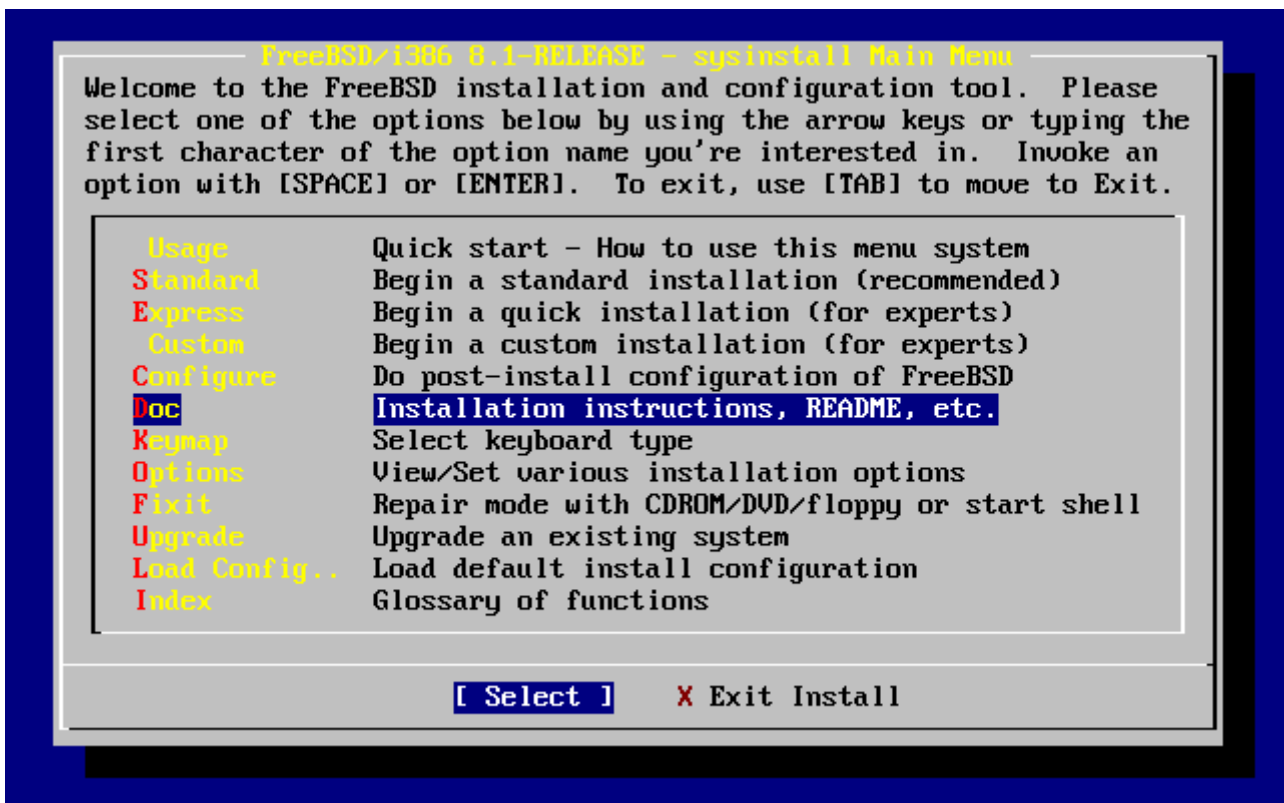 FreeBSD/i386 8.1-RELEASE - sysinstall Main Menu
Welcome to the FreeBSD installation and configuration tool.  Please
select one of the options below by using the arrow keys or typing the
first character of the option name you're interested in.  Invoke an
option with [SPACE] or [ENTER].  To exit, use [TAB] to move to Exit.
Usage Quick start - How to use this menu system
Standard Begin a standard installation (recommended)
Express Begin a quick installation (for experts)
Custom Begin a custom installation (for experts)
Configure Do post-install configuration of FreeBSD
Doc Installation instructions, README, etc.
Keymap Select keyboard type
Options View/Set various installation options
Fixit Repair mode with CDROM/DVD/floppy or start shell
Upgrade Upgrade an existing system
Load Config.. Load default install configuration
Index Glossary of functions
[ Select ] X Exit Install